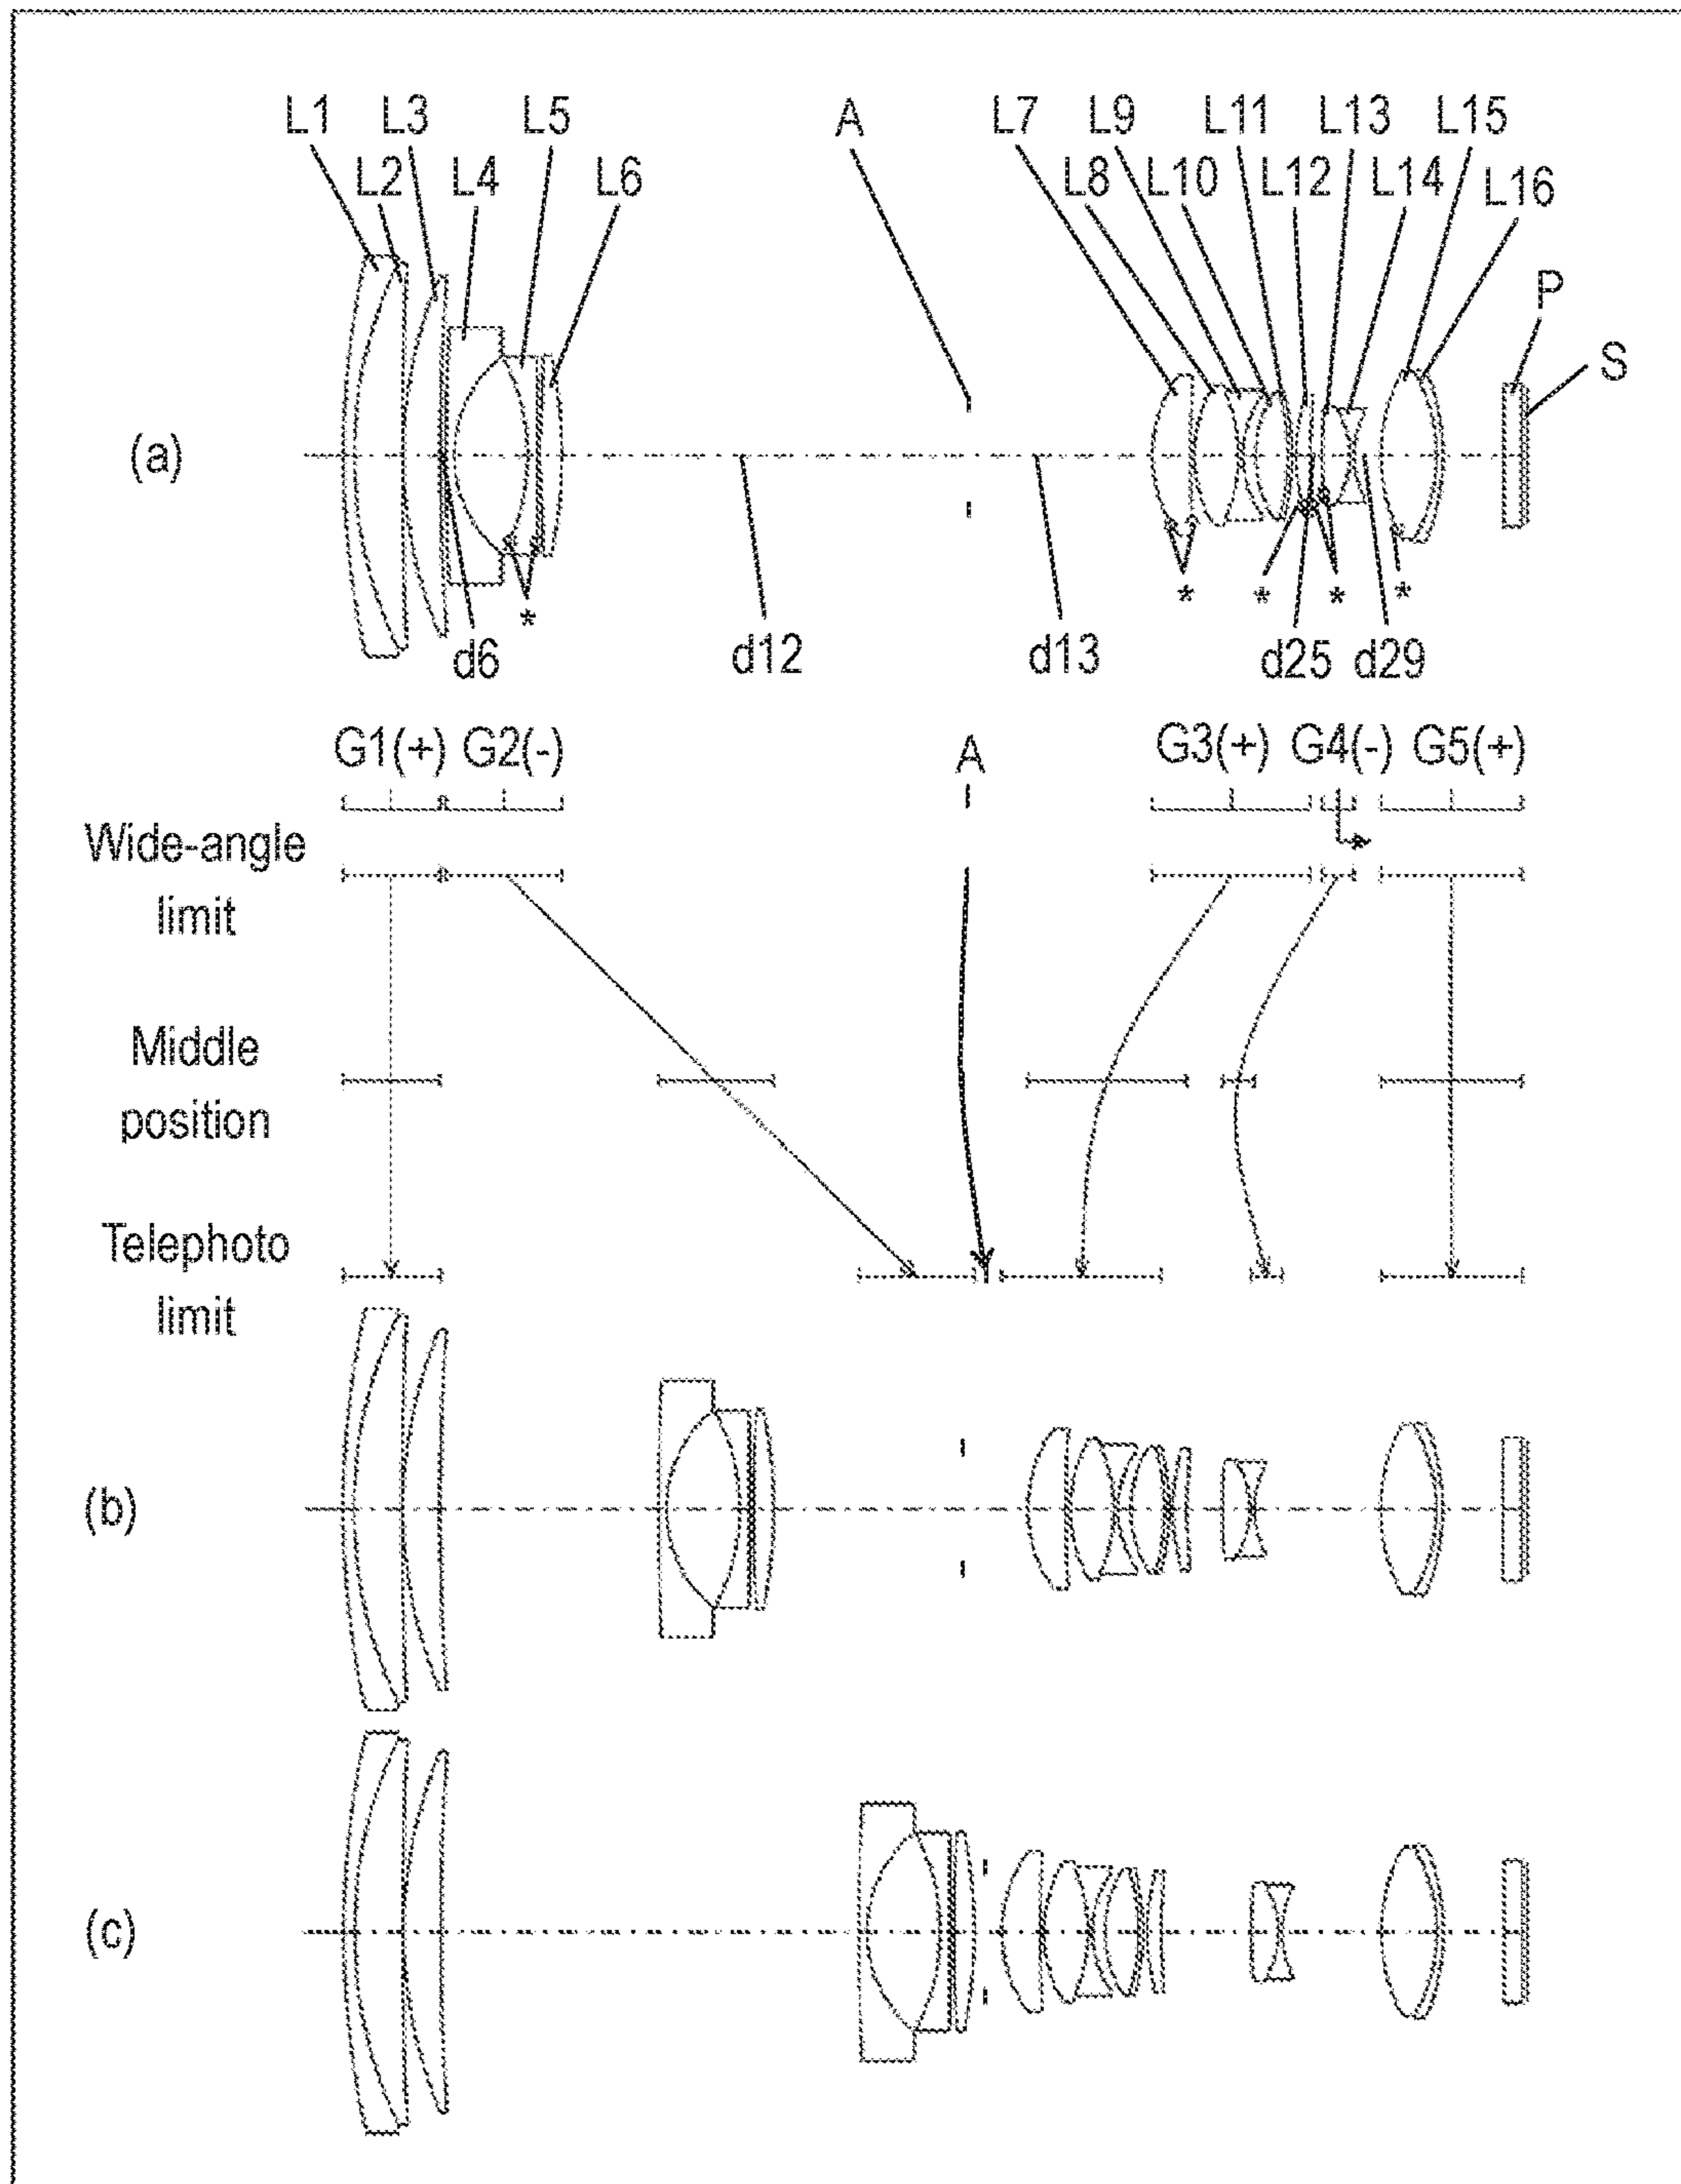 L1 L3 L5 A L7 L9 L11 L13 L15
L2 L4 L6 L8 L10 L12 L14 L16
P
S
(a)
* * * * *
d6 d12 d13 d25 d29
G1(+) G2(-) A G3(+) G4(-) G5(+)
Wide-angle
limit
Middle
position
Telephoto
limit
(b)
(c)